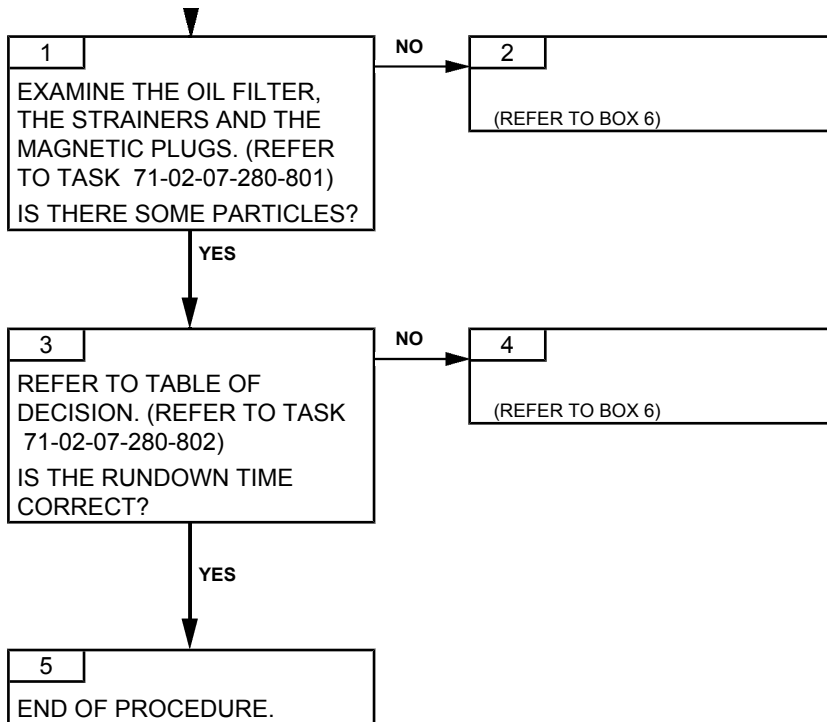 1
NO
2
EXAMINE THE OIL FILTER,
THE STRAINERS AND THE
MAGNETIC PLUGS. (REFER
TO TASK 71-02-07-280-801)
IS THERE SOME PARTICLES?
(REFER TO BOX 6)
YES
3
NO
4
REFER TO TABLE OF
DECISION. (REFER TO TASK
71-02-07-280-802)
IS THE RUNDOWN TIME
CORRECT?
(REFER TO BOX 6)
YES
5
END OF PROCEDURE.